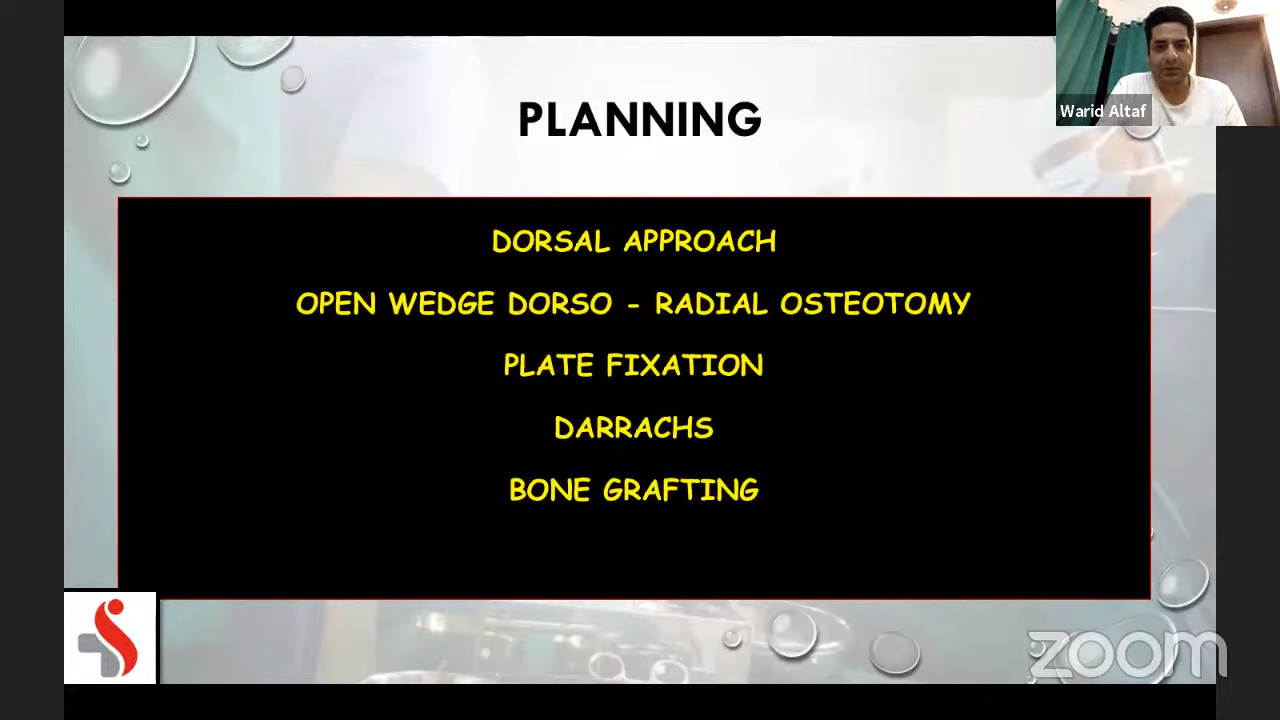 PLANNING
Warid Altaf
DORSAL APPROACH
OPEN WEDGE DORSO - RADIAL OSTEOTOMY
PLATE FIXATION
DARRACHS
BONE GRAFTING
zoom